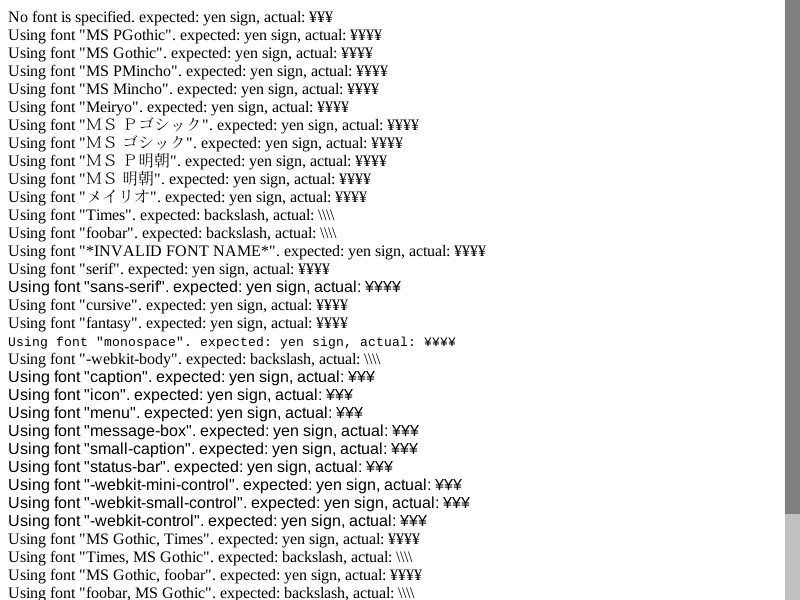 No font is specified. expected: yen sign, actual: ¥¥¥
Using font "MS PGothic". expected: yen sign, actual: ¥¥¥¥
Using font "MS Gothic". expected: yen sign, actual: ¥¥¥¥
Using font "MS PMincho". expected: yen sign, actual: ¥¥¥¥
Using font "MS Mincho". expected: yen sign, actual: ¥¥¥¥
Using font "Meiryo". expected: yen sign, actual: ¥¥¥¥
Using font "ＭＳ Ｐゴシック". expected: yen sign, actual: ¥¥¥¥
Using font "ＭＳ ゴシック". expected: yen sign, actual: ¥¥¥¥
Using font "ＭＳ Ｐ明朝". expected: yen sign, actual: ¥¥¥¥
Using font "ＭＳ 明朝". expected: yen sign, actual: ¥¥¥¥
Using font "メイリオ". expected: yen sign, actual: ¥¥¥¥
Using font "Times". expected: backslash, actual: \\\\
Using font "foobar". expected: backslash, actual: \\\\
Using font "*INVALID FONT NAME*". expected: yen sign, actual: ¥¥¥¥
Using font "serif". expected: yen sign, actual: ¥¥¥¥
Using font "sans-serif". expected: yen sign, actual: ¥¥¥¥
Using font "cursive". expected: yen sign, actual: ¥¥¥¥
Using font "fantasy". expected: yen sign, actual: ¥¥¥¥
Using font "monospace". expected: yen sign, actual: ¥¥¥¥
Using font "-webkit-body". expected: backslash, actual: \\\\
Using font "caption". expected: yen sign, actual: ¥¥¥
Using font "icon". expected: yen sign, actual: ¥¥¥
Using font "menu". expected: yen sign, actual: ¥¥¥
Using font "message-box". expected: yen sign, actual: ¥¥¥
Using font "small-caption". expected: yen sign, actual: ¥¥¥
Using font "status-bar". expected: yen sign, actual: ¥¥¥
Using font "-webkit-mini-control". expected: yen sign, actual: ¥¥¥
Using font "-webkit-small-control". expected: yen sign, actual: ¥¥¥
Using font "-webkit-control". expected: yen sign, actual: ¥¥¥
Using font "MS Gothic, Times". expected: yen sign, actual: ¥¥¥¥
Using font "Times, MS Gothic". expected: backslash, actual: \\\\
Using font "MS Gothic, foobar". expected: yen sign, actual: ¥¥¥¥
Using font "foobar, MS Gothic". expected: backslash, actual: \\\\